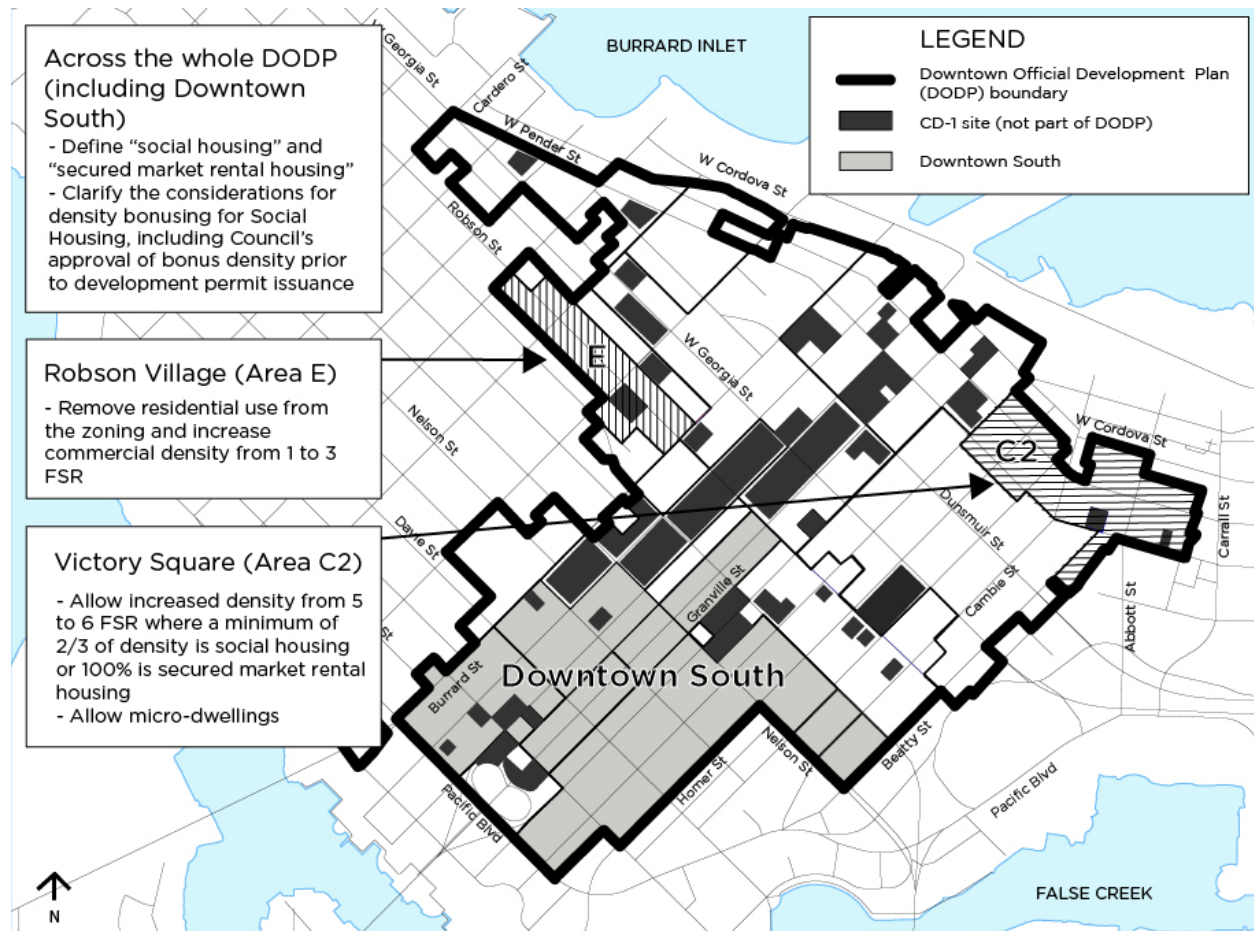 Across the whole DODP
(including Downtown
South)
- Define “social housing” and
“secured market rental housing”
- Clarify the considerations for
density bonusing for Social
Housing, including Council’s
approval of bonus density prior
to development permit issuance
Robson Village (Area E)
- Remove residential use from
the zoning and increase
commercial density from 1 to 3
FSR
Victory Square (Area C2)
- Allow increased density from 5
to 6 FSR where a minimum of
2/3 of density is social housing
or 100% is secured market rental
housing
- Allow micro-dwellings
LEGEND
Downtown Official Development Plan
(DODP) boundary
CD-1 site (not part of DODP)
Downtown South
BURRARD INLET
W Georgia St
Cardero St
W Pender St
W Cordova St
Robson St
E
W Georgia St
Nelson St
C2
W Cordova St
Carrall St
Dunsmuir St
Davie St
Cambie St
Abbott St
Granville St
St
Downtown South
Burrard St
Beatty St
Nelson St
Homer St
Pacific Blvd
Pacific Blvd
FALSE CREEK
N